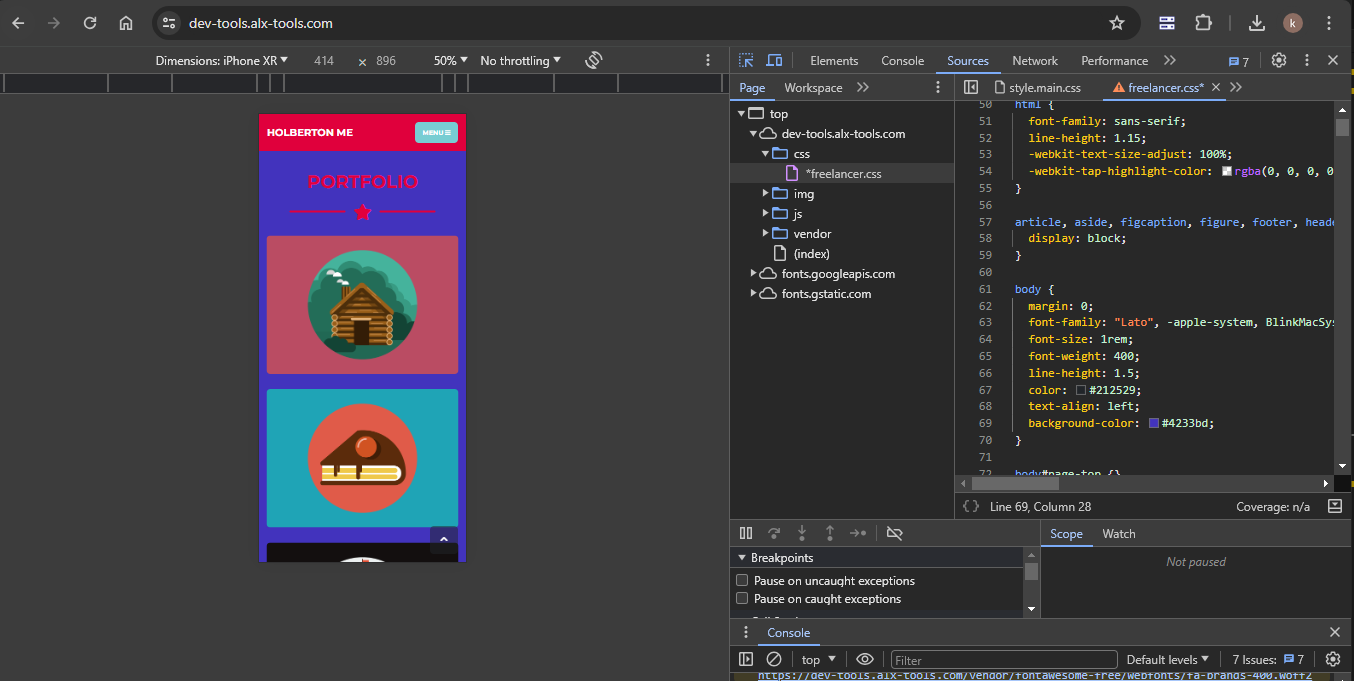 dev-tools.alx-tools.com
k
Dimensions: iPhone XR
414 × 896
50%
No throttling
HOLBERTON ME
MENU
PORTFOLIO
Elements Console Sources Network Performance
7
Page Workspace
style.main.css
freelancer.css*
top
dev-tools.alx-tools.com
css
*freelancer.css
img
js
vendor
(index)
fonts.googleapis.com
fonts.gstatic.com
50 html {
51 font-family: sans-serif;
52 line-height: 1.15;
53 -webkit-text-size-adjust: 100%;
54 -webkit-tap-highlight-color: rgba(0, 0, 0, 0
55 }
56
57 article, aside, figcaption, figure, footer, heade
58 display: block;
59 }
60
61 body {
62 margin: 0;
63 font-family: "Lato", -apple-system, BlinkMacSys
64 font-size: 1rem;
65 font-weight: 400;
66 line-height: 1.5;
67 color: #212529;
68 text-align: left;
69 background-color: #4233bd;
70 }
71
72 body#page-top {}
{} Line 69, Column 28
Coverage: n/a
Breakpoints
Pause on uncaught exceptions
Pause on caught exceptions
Scope Watch
Not paused
Console
top
Filter
Default levels
7 Issues: 7
https://dev-tools.alx-tools.com/vendor/fontawesome-free/webfonts/fa-brands-400.woff2